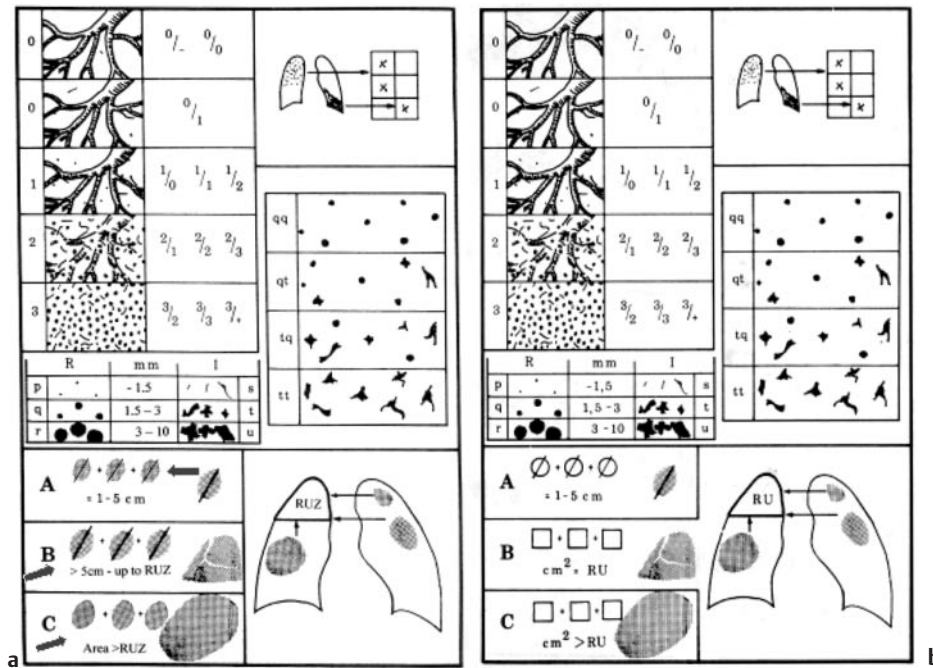 0 0/- 0/0
0 0/1
1 1/0 1/1 1/2
2 2/1 2/2 2/3
3 3/2 3/3 3/+
x
x
x
qq
qt
tq
tt
R mm I
p -1.5 s
q 1.5-3 t
r 3-10 u
A + +
= 1-5 cm
B + +
> 5cm - up to RUZ
C + +
Area >RUZ
RUZ
a
0 0/- 0/0
0 0/1
1 1/0 1/1 1/2
2 2/1 2/2 2/3
3 3/2 3/3 3/+
x
x
x
qq
qt
tq
tt
R mm I
p -1,5 s
q 1,5-3 t
r 3-10 u
A + +
= 1-5 cm
B + +
cm² = RU
C + +
cm² >RU
RU